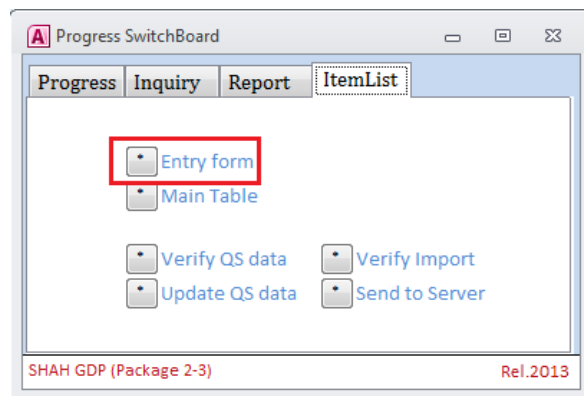 A Progress SwitchBoard
Progress Inquiry Report ItemList
* Entry form
* Main Table
* Verify QS data * Verify Import
* Update QS data * Send to Server
SHAH GDP (Package 2-3) Rel.2013